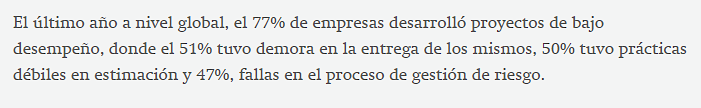 El último año a nivel global, el 77% de empresas desarrolló proyectos de bajo
desempeño, donde el 51% tuvo demora en la entrega de los mismos, 50% tuvo prácticas
débiles en estimación y 47%, fallas en el proceso de gestión de riesgo.